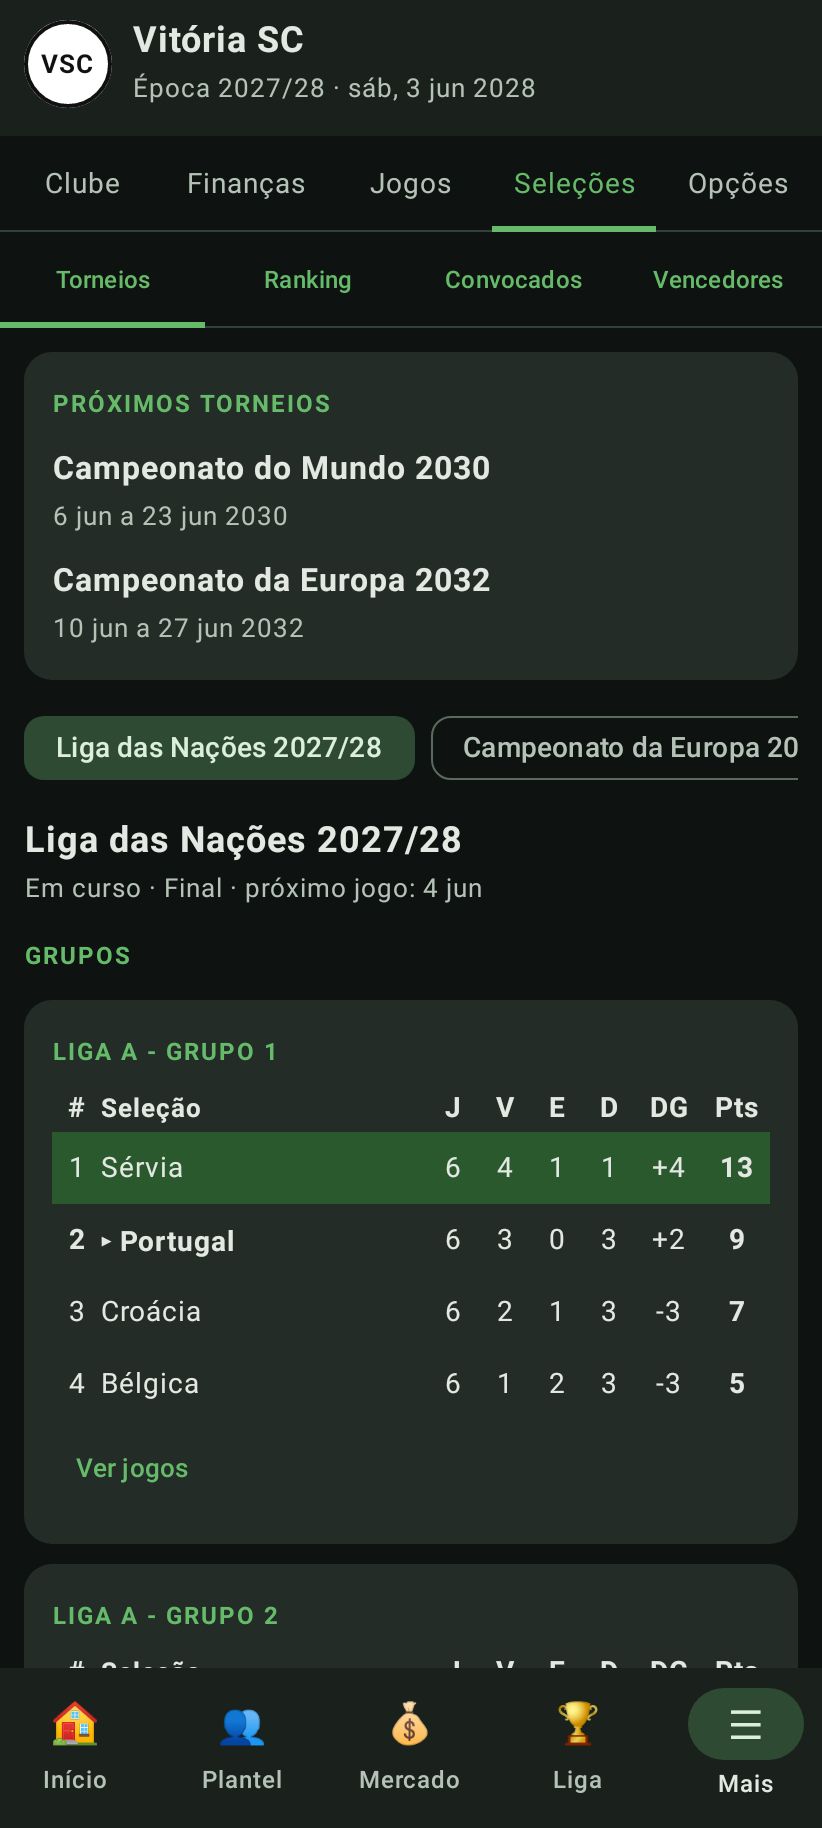 VSC
Vitória SC
Época 2027/28 · sáb, 3 jun 2028
Clube Finanças Jogos Seleções Opções
Torneios Ranking Convocados Vencedores
PRÓXIMOS TORNEIOS
Campeonato do Mundo 2030
6 jun a 23 jun 2030
Campeonato da Europa 2032
10 jun a 27 jun 2032
Liga das Nações 2027/28 Campeonato da Europa 20
Liga das Nações 2027/28
Em curso · Final · próximo jogo: 4 jun
GRUPOS
LIGA A - GRUPO 1
# Seleção J V E D DG Pts
1 Sérvia 6 4 1 1 +4 13
2 ▸ Portugal 6 3 0 3 +2 9
3 Croácia 6 2 1 3 -3 7
4 Bélgica 6 1 2 3 -3 5
Ver jogos
LIGA A - GRUPO 2
# Seleção J V E D DG Pts
Início Plantel Mercado Liga Mais